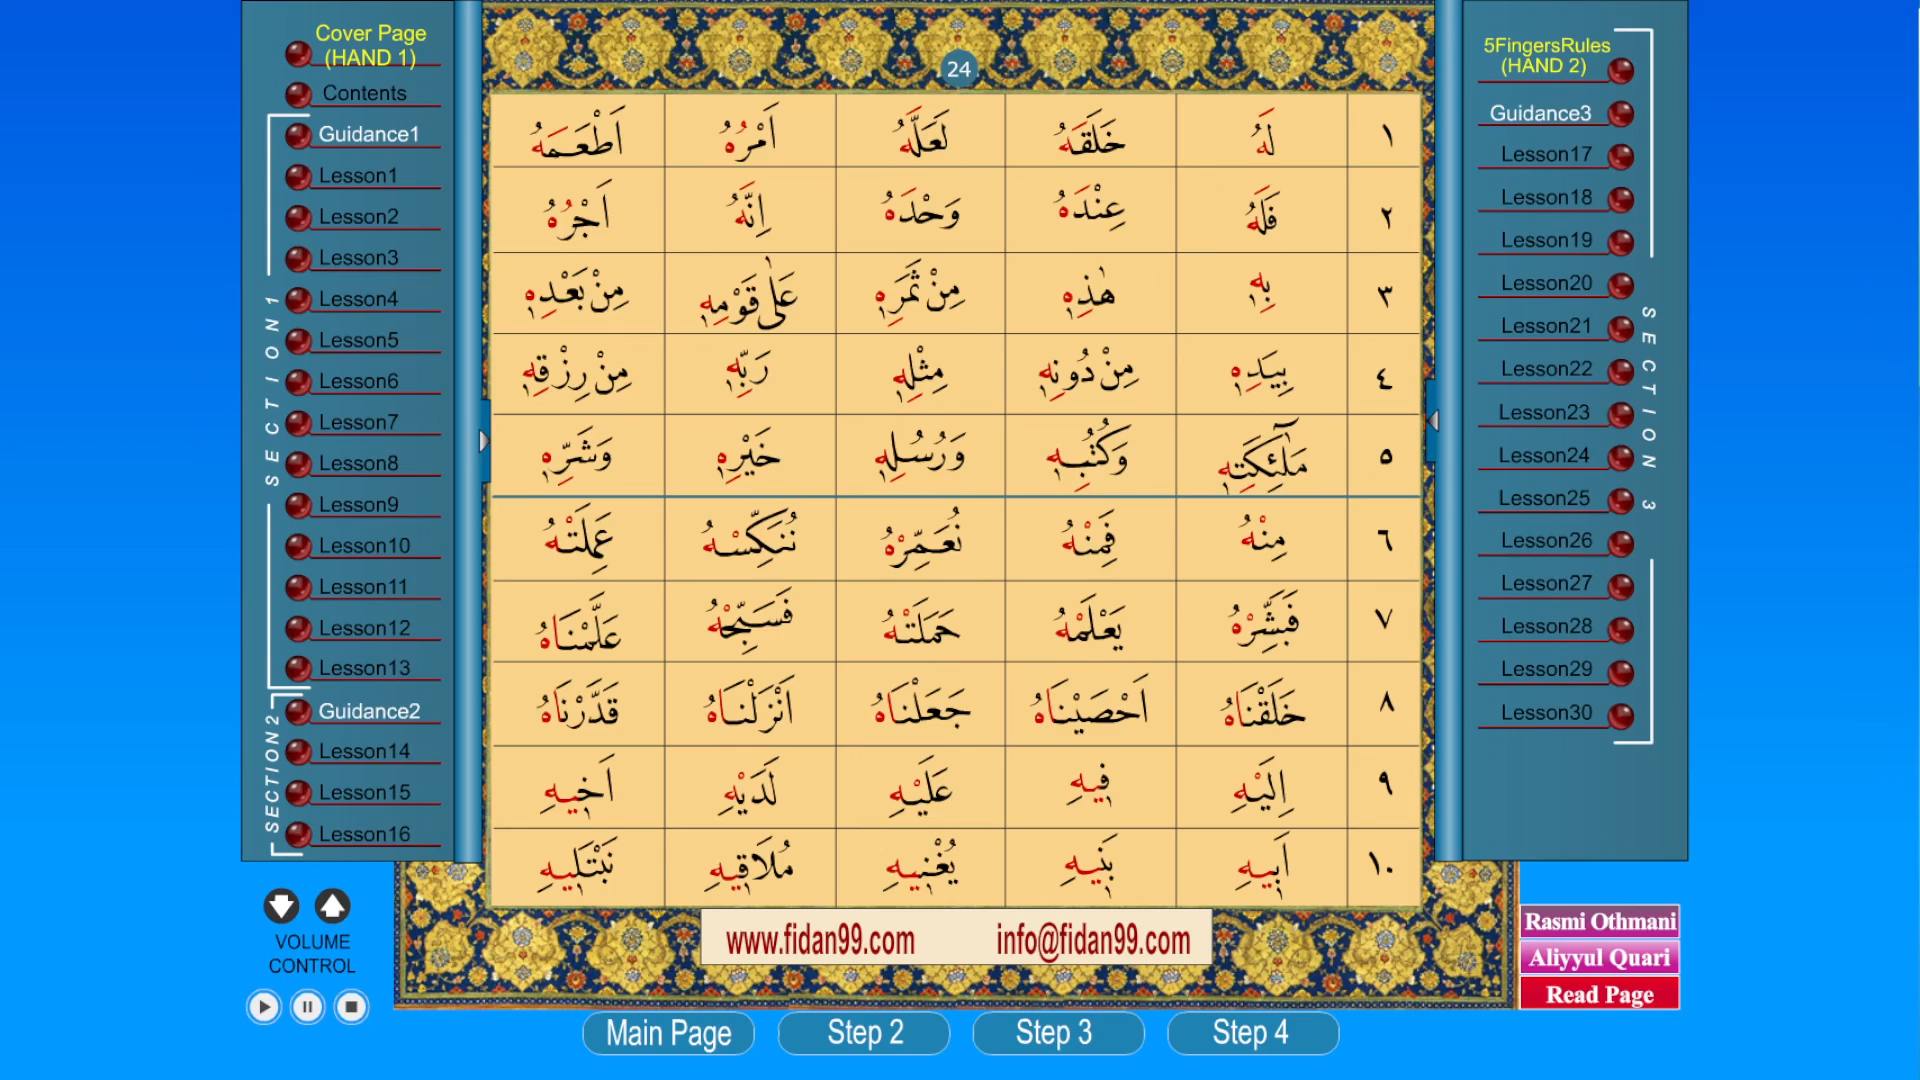 Cover Page
(HAND 1)
Contents
Guidance1
Lesson1
Lesson2
Lesson3
Lesson4
Lesson5
Lesson6
Lesson7
Lesson8
Lesson9
Lesson10
Lesson11
Lesson12
Lesson13
Guidance2
Lesson14
Lesson15
Lesson16
SECTION 1
SECTION2
VOLUME
CONTROL
24
١ لَهُ خَلَقَهُ لَعَلَّهُ اَمْرُهُ اَطْعَمَهُ
٢ فَلَهُ عِنْدَهُ وَحْدَهُ اِنَّهُ اَجْرُهُ
٣ بِهٖ هٰذِهٖ مِنْ ثَمَرِهٖ عَلٰى قَوْمِهٖ مِنْ بَعْدِهٖ
٤ بِيَدِهٖ مِنْ دُونِهٖ مِثْلِهٖ رَبِّهٖ مِنْ رِزْقِهٖ
٥ مَلٰٓئِكَتِهٖ وَكُتُبِهٖ وَرُسُلِهٖ خَيْرِهٖ وَشَرِّهٖ
٦ مِنْهُ فَمِنْهُ نُعَمِّرْهُ نُنَكِّسْهُ عَمِلَتْهُ
٧ فَبَشِّرْهُ يَعْلَمْهُ حَمَلَتْهُ فَسَبِّحْهُ عَلَّمْنَاهُ
٨ خَلَقْنَاهُ اَحْصَيْنَاهُ جَعَلْنَاهُ اَنْزَلْنَاهُ قَدَّرْنَاهُ
٩ اِلَيْهِ فٖيهِ عَلَيْهِ لَدَيْهِ اَخٖيهِ
١٠ اَبٖيهِ بَنٖيهِ يُغْنٖيهِ مُلَاقٖيهِ نَبْتَلٖيهِ
www.fidan99.com info@fidan99.com
Main Page Step 2 Step 3 Step 4
5FingersRules
(HAND 2)
Guidance3
Lesson17
Lesson18
Lesson19
Lesson20
Lesson21
Lesson22
Lesson23
Lesson24
Lesson25
Lesson26
Lesson27
Lesson28
Lesson29
Lesson30
SECTION 3
Rasmi Othmani
Aliyyul Quari
Read Page